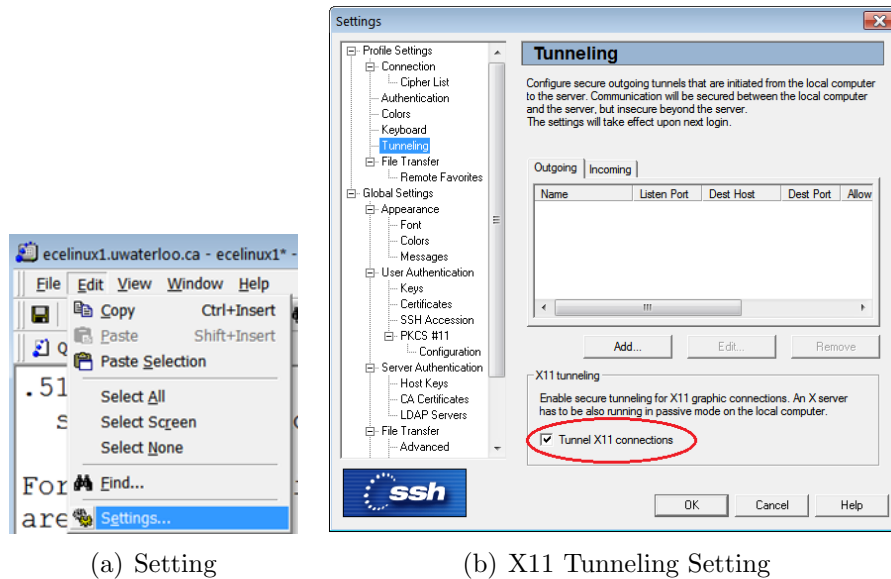 ecelinux1.uwaterloo.ca - ecelinux1* -
File Edit View Window Help
Copy Ctrl+Insert
Paste Shift+Insert
Q
Paste Selection
.51
Select All
Select Screen
Select None
For
Find...
are
Settings...
(a) Setting
Settings
Profile Settings
Connection
Cipher List
Authentication
Colors
Keyboard
Tunneling
File Transfer
Remote Favorites
Global Settings
Appearance
Font
Colors
Messages
User Authentication
Keys
Certificates
SSH Accession
PKCS #11
Configuration
Server Authentication
Host Keys
CA Certificates
LDAP Servers
File Transfer
Advanced
ssh
Tunneling
Configure secure outgoing tunnels that are initiated from the local computer
to the server. Communication will be secured between the local computer
and the server, but insecure beyond the server.
The settings will take effect upon next login.
Outgoing Incoming
Name Listen Port Dest Host Dest Port Allow
Add... Edit... Remove
X11 tunneling
Enable secure tunneling for X11 graphic connections. An X server
has to be also running in passive mode on the local computer.
Tunnel X11 connections
OK Cancel Help
(b) X11 Tunneling Setting